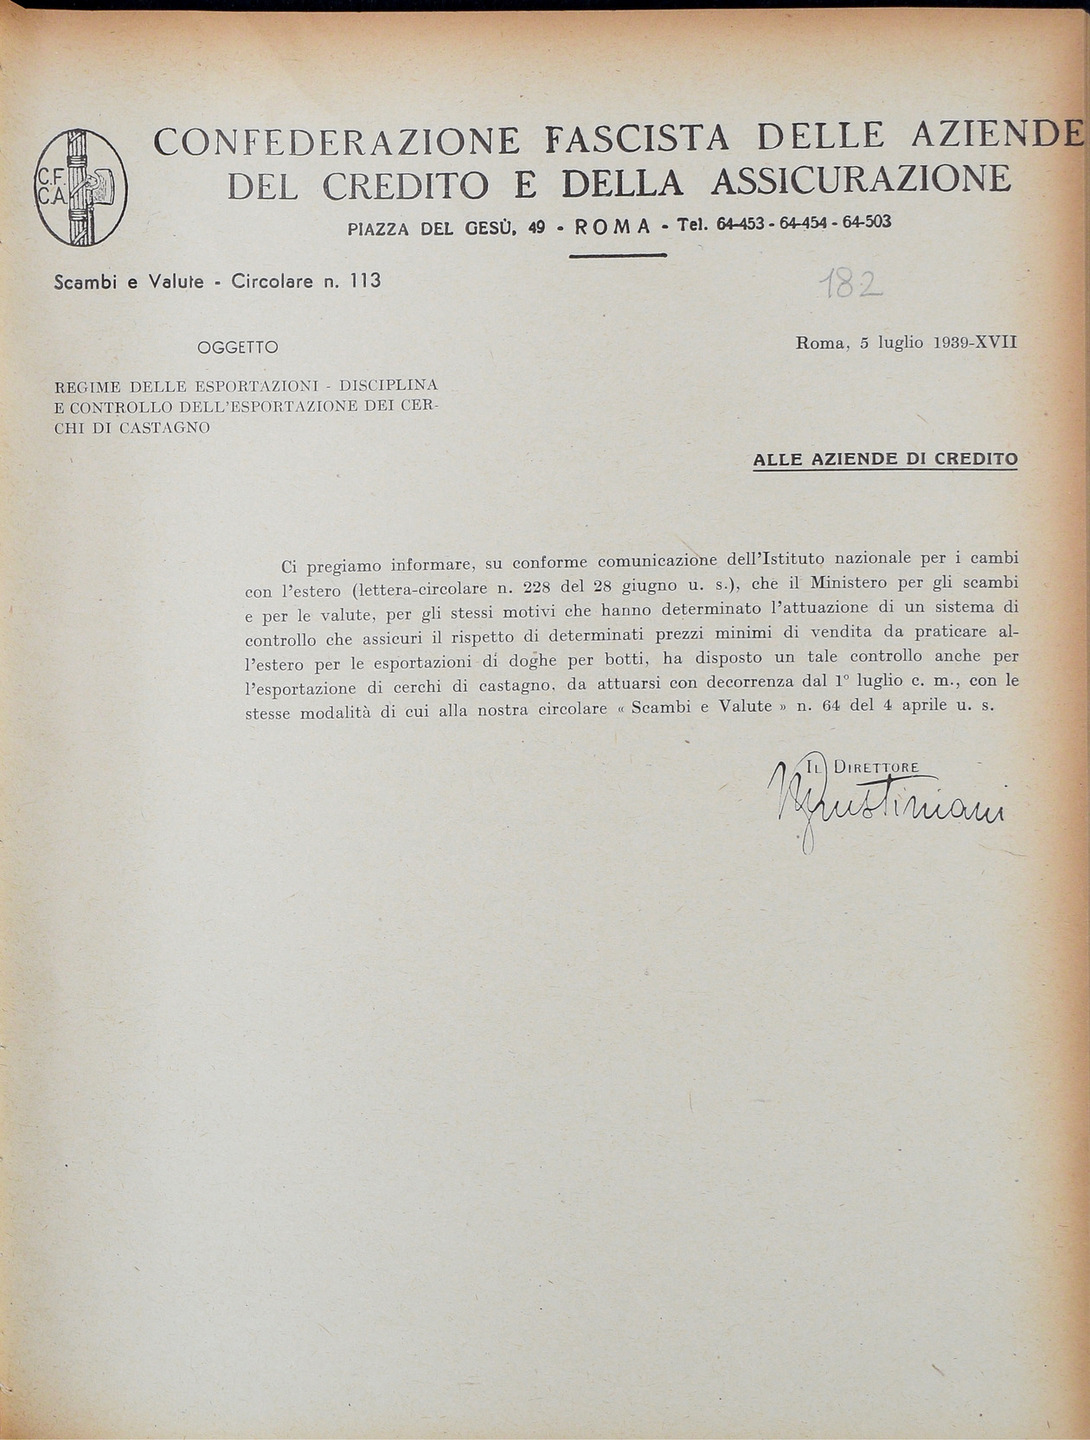 C.F.
C.A.
CONFEDERAZIONE FASCISTA DELLE AZIENDE
DEL CREDITO E DELLA ASSICURAZIONE
PIAZZA DEL GESÙ, 49 - ROMA - Tel. 64-453 - 64-454 - 64-503
Scambi e Valute - Circolare n. 113
182
OGGETTO
Roma, 5 luglio 1939-XVII
REGIME DELLE ESPORTAZIONI - DISCIPLINA
E CONTROLLO DELL'ESPORTAZIONE DEI CER-
CHI DI CASTAGNO
ALLE AZIENDE DI CREDITO
Ci pregiamo informare, su conforme comunicazione dell'Istituto nazionale per i cambi
con l'estero (lettera-circolare n. 228 del 28 giugno u. s.), che il Ministero per gli scambi
e per le valute, per gli stessi motivi che hanno determinato l'attuazione di un sistema di
controllo che assicuri il rispetto di determinati prezzi minimi di vendita da praticare al-
l'estero per le esportazioni di doghe per botti, ha disposto un tale controllo anche per
l'esportazione di cerchi di castagno, da attuarsi con decorrenza dal 1° luglio c. m., con le
stesse modalità di cui alla nostra circolare « Scambi e Valute » n. 64 del 4 aprile u. s.
IL DIRETTORE
Giustiniani